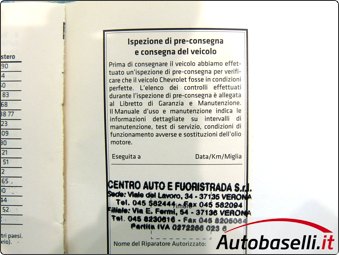 stero
90
Ispezione di pre-consegna
e consegna del veicolo
Prima di consegnare il veicolo abbiamo effet-
tuato un'ispezione di pre-consegna per verifi-
care che il veicolo Chevrolet fosse in condizioni
perfette. L'elenco dei controlli effettuati
durante l'ispezione di pre-consegna è allegata
al Libretto di Garanzia e Manutenzione.
Il Manuale d'uso e manutenzione indica le
informazioni dettagliate su intervalli di
manutenzione, test di servizio, condizioni di
funzionamento avverse e sostituzioni dell'olio
motore.
Eseguita a Data/Km/Miglia
CENTRO AUTO E FUORISTRADA S.r.l.
Sede: Viale del Lavoro, 34 - 37135 VERONA
Tel. 045 582444 - Fax 045 582094
Filiale: Via E. Fermi, 54 - 37136 VERONA
Tel. 045 8230616 - Fax 045
Partita IVA 0272266 023 6
Nome del Riparatore Autorizzato:
tri paesi.
Autobaselli.it